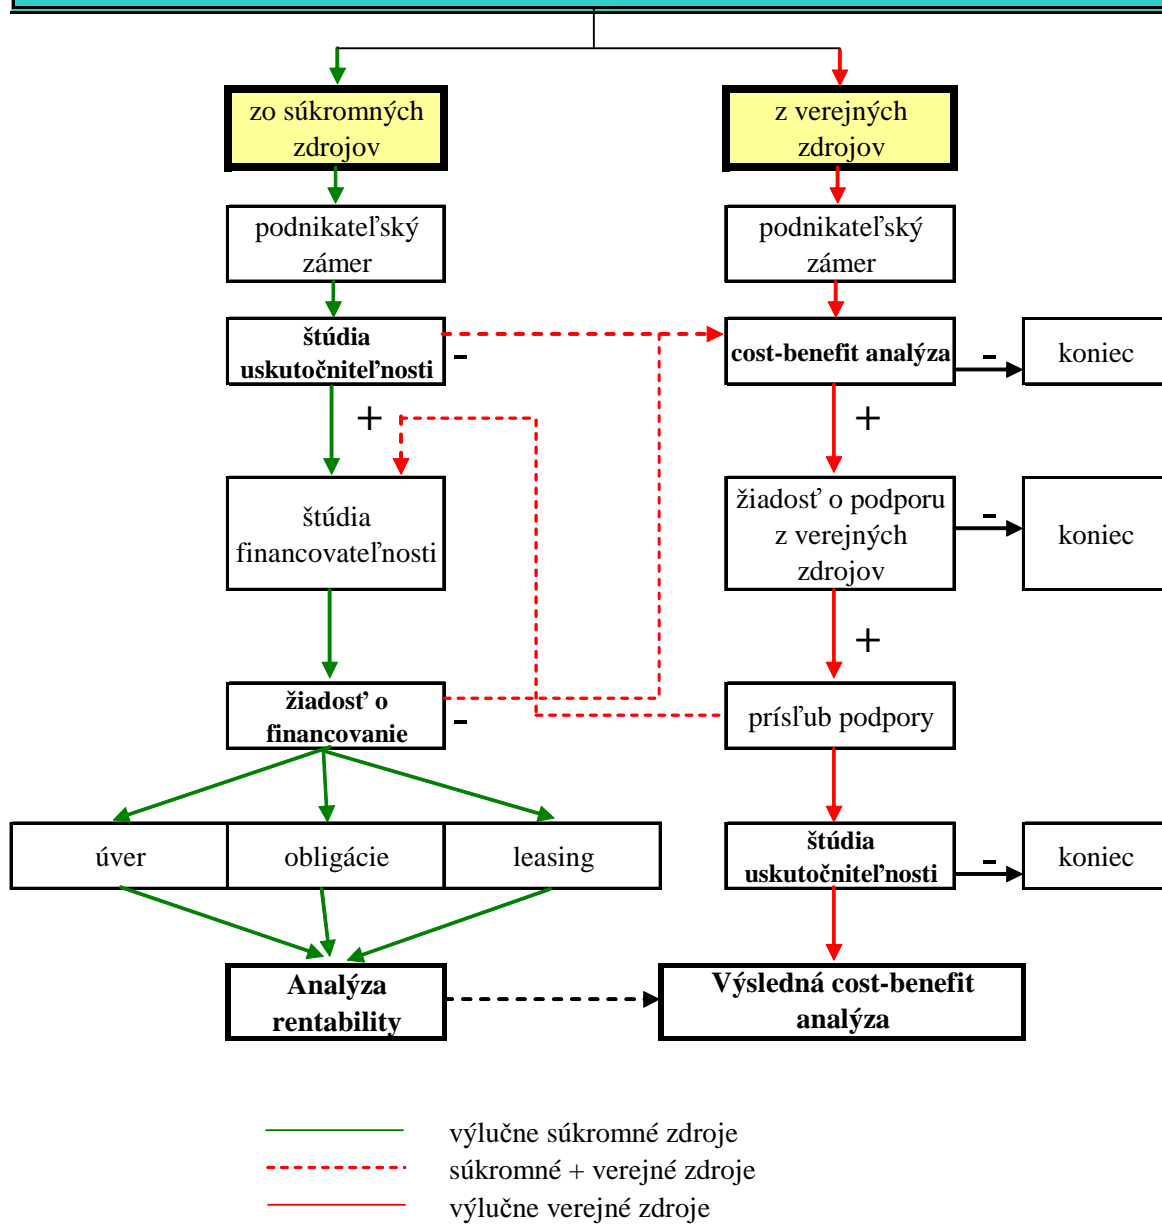 zo súkromných
zdrojov
z verejných
zdrojov
podnikateľský
zámer
podnikateľský
zámer
štúdia
uskutočniteľnosti
-
cost-benefit analýza
-
koniec
+
+
štúdia
financovateľnosti
žiadosť o podporu
z verejných
zdrojov
-
koniec
+
žiadosť o
financovanie
-
prísľub podpory
úver
obligácie
leasing
štúdia
uskutočniteľnosti
-
koniec
Analýza
rentability
Výsledná cost-benefit
analýza
výlučne súkromné zdroje
súkromné + verejné zdroje
výlučne verejné zdroje